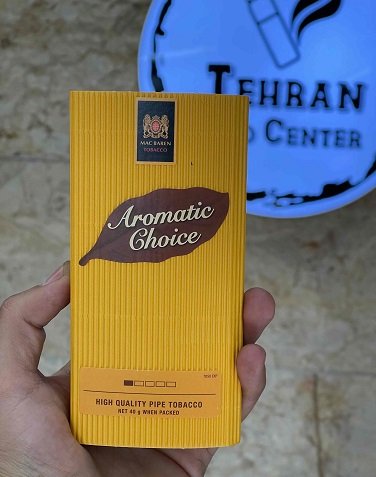 TEHRAN
CENTER
MAC BAREN
TOBACCO
Aromatic
Choice
HIGH QUALITY PIPE TOBACCO
NET 40 g WHEN PACKED